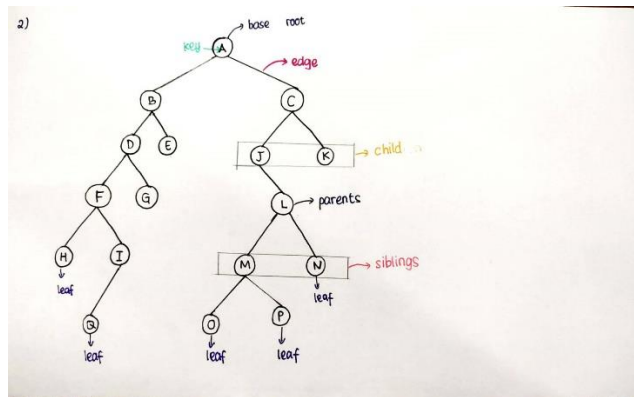 2)
base root
key
A
edge
B
C
D
E
J
K
child
F
G
L
parents
H
I
M
N
siblings
leaf
leaf
Q
O
P
leaf
leaf
leaf